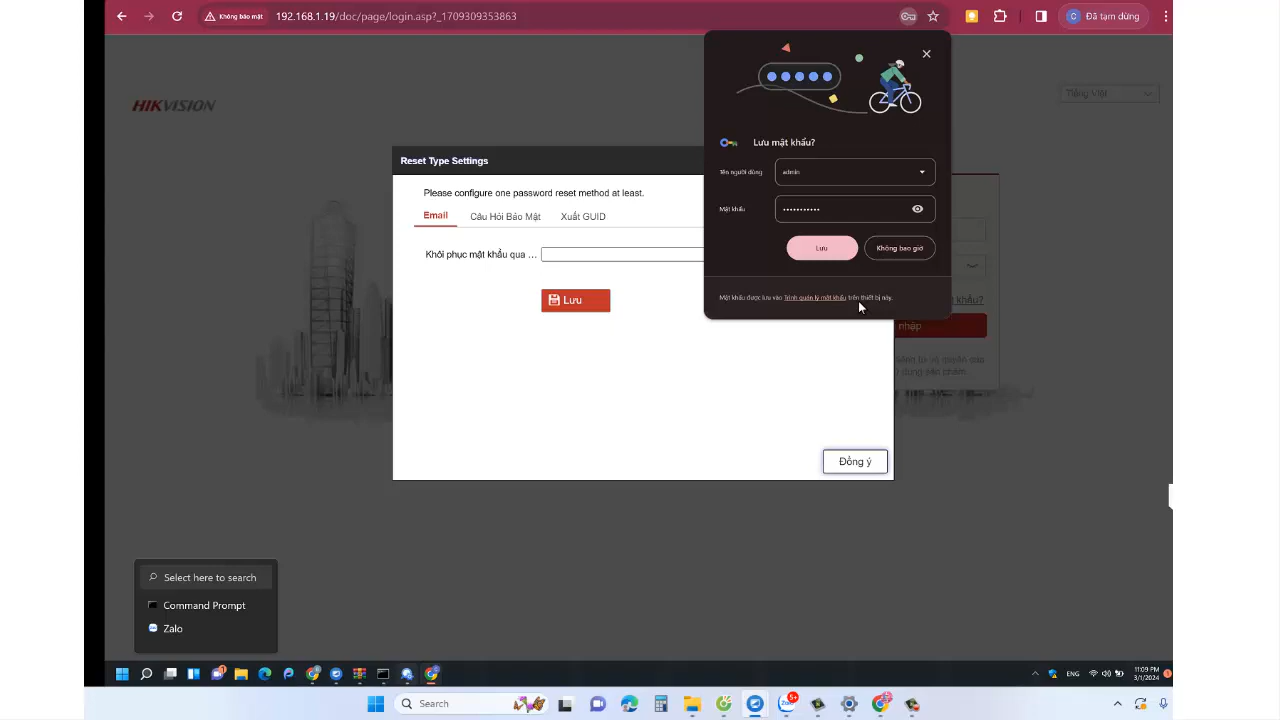 Không bảo mật
192.168.1.19/doc/page/login.asp?_1709309353863
C
Đã tạm dừng
HIKVISION
Tiếng Việt
Lưu mật khẩu?
Tên người dùng
admin
Mật khẩu
Lưu
Không bao giờ
Mật khẩu được lưu vào Trình quản lý mật khẩu trên thiết bị này.
Reset Type Settings
Please configure one password reset method at least.
Email
Câu Hỏi Bảo Mật
Xuất GUID
Khôi phục mật khẩu qua ...
Lưu
khẩu?
nhập
Đồng ý
Select here to search
Command Prompt
Zalo
ENG
11:09 PM
3/1/2024
Search
5+